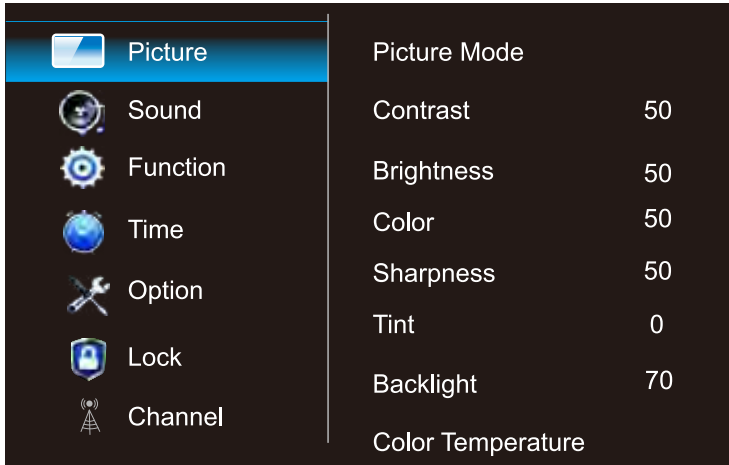 Picture
Sound
Function
Time
Option
Lock
Channel
Picture Mode
Contrast 50
Brightness 50
Color 50
Sharpness 50
Tint 0
Backlight 70
Color Temperature